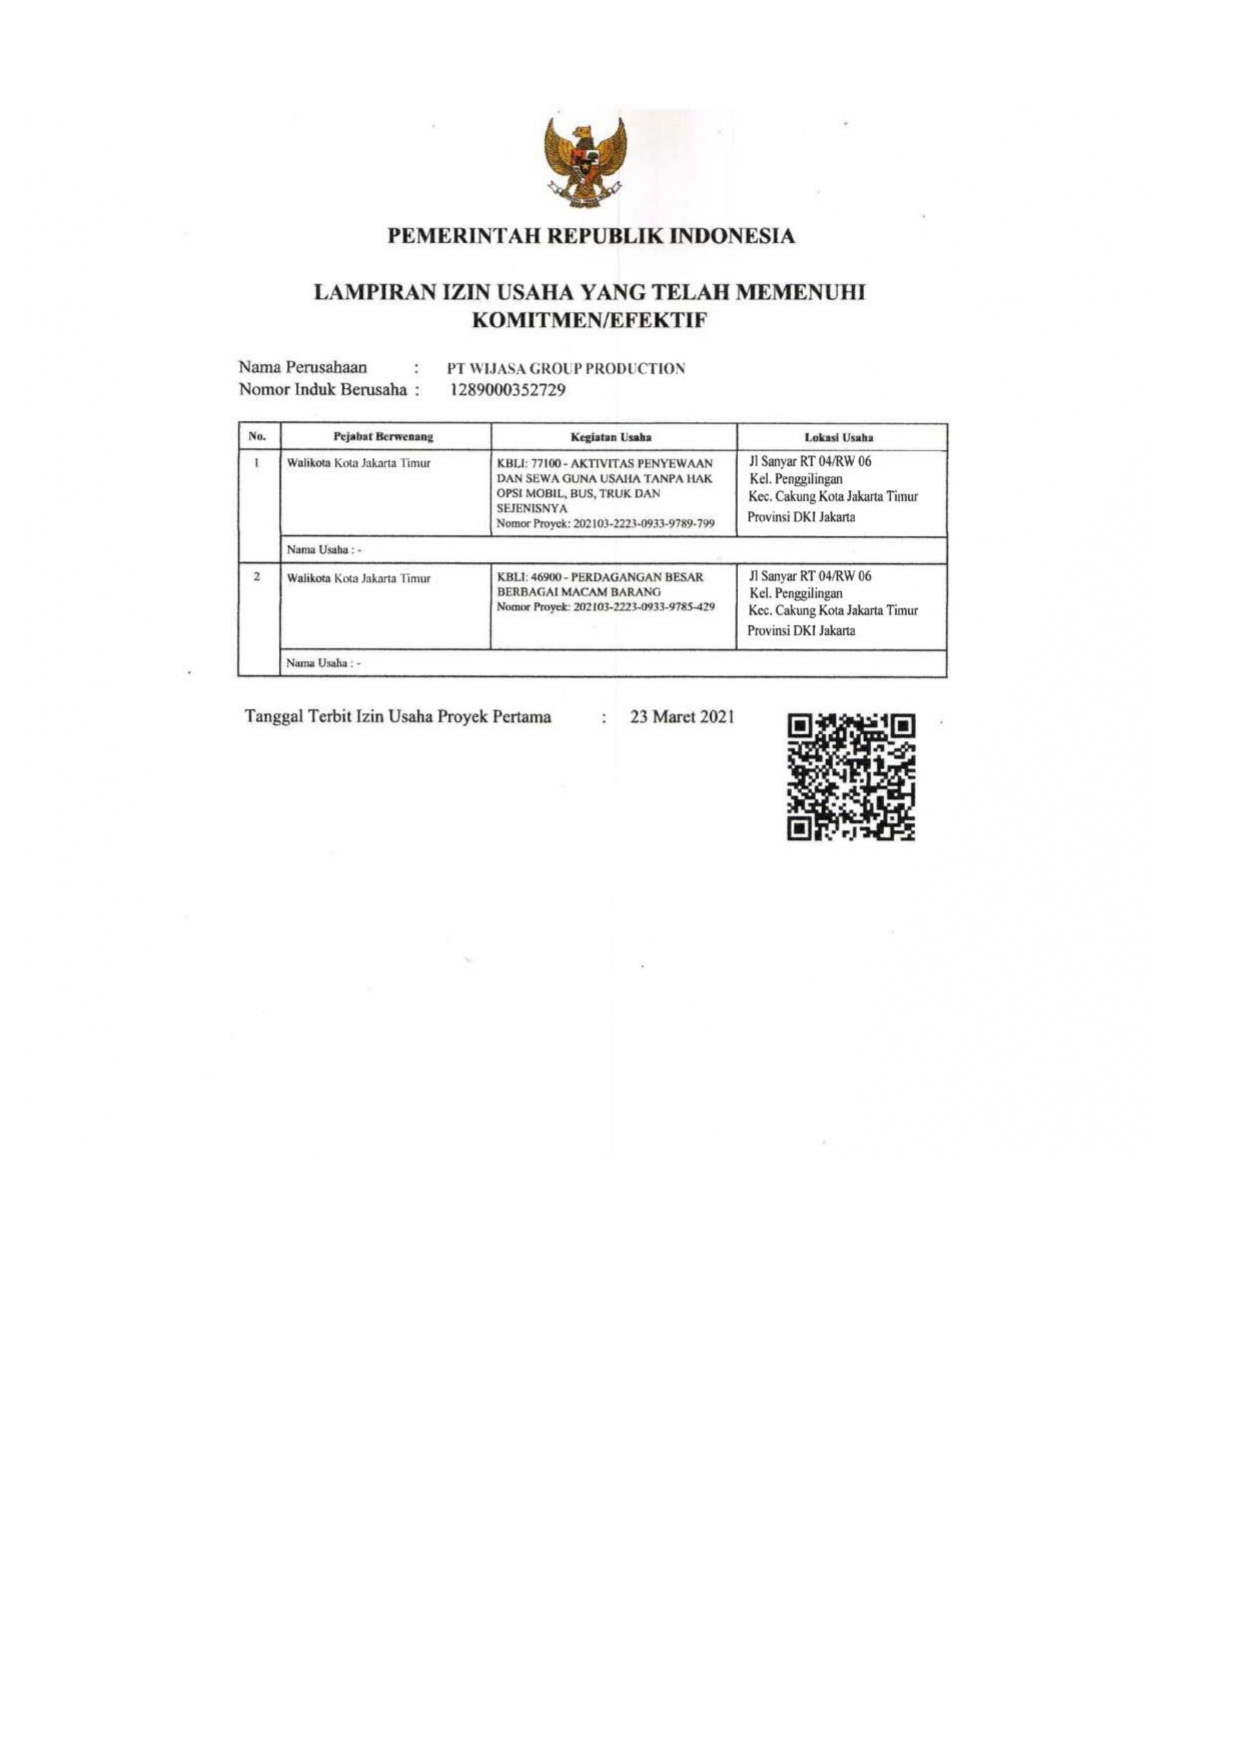 PEMERINTAH REPUBLIK INDONESIA
LAMPIRAN IZIN USAHA YANG TELAH MEMENUHI
KOMITMEN/EFEKTIF
Nama Perusahaan : PT WIJASA GROUP PRODUCTION
Nomor Induk Berusaha : 1289000352729
No. Pejabat Berwenang Kegiatan Usaha Lokasi Usaha
1 Walikota Kota Jakarta Timur
KBLI: 77100 - AKTIVITAS PENYEWAAN
DAN SEWA GUNA USAHA TANPA HAK
OPSI MOBIL, BUS, TRUK DAN
SEJENISNYA
Nomor Proyek: 202103-2223-0933-9789-799
Jl Sanyar RT 04/RW 06
Kel. Penggilingan
Kec. Cakung Kota Jakarta Timur
Provinsi DKI Jakarta
Nama Usaha : -
2 Walikota Kota Jakarta Timur
KBLI: 46900 - PERDAGANGAN BESAR
BERBAGAI MACAM BARANG
Nomor Proyek: 202103-2223-0933-9785-429
Jl Sanyar RT 04/RW 06
Kel. Penggilingan
Kec. Cakung Kota Jakarta Timur
Provinsi DKI Jakarta
Nama Usaha : -
Tanggal Terbit Izin Usaha Proyek Pertama : 23 Maret 2021